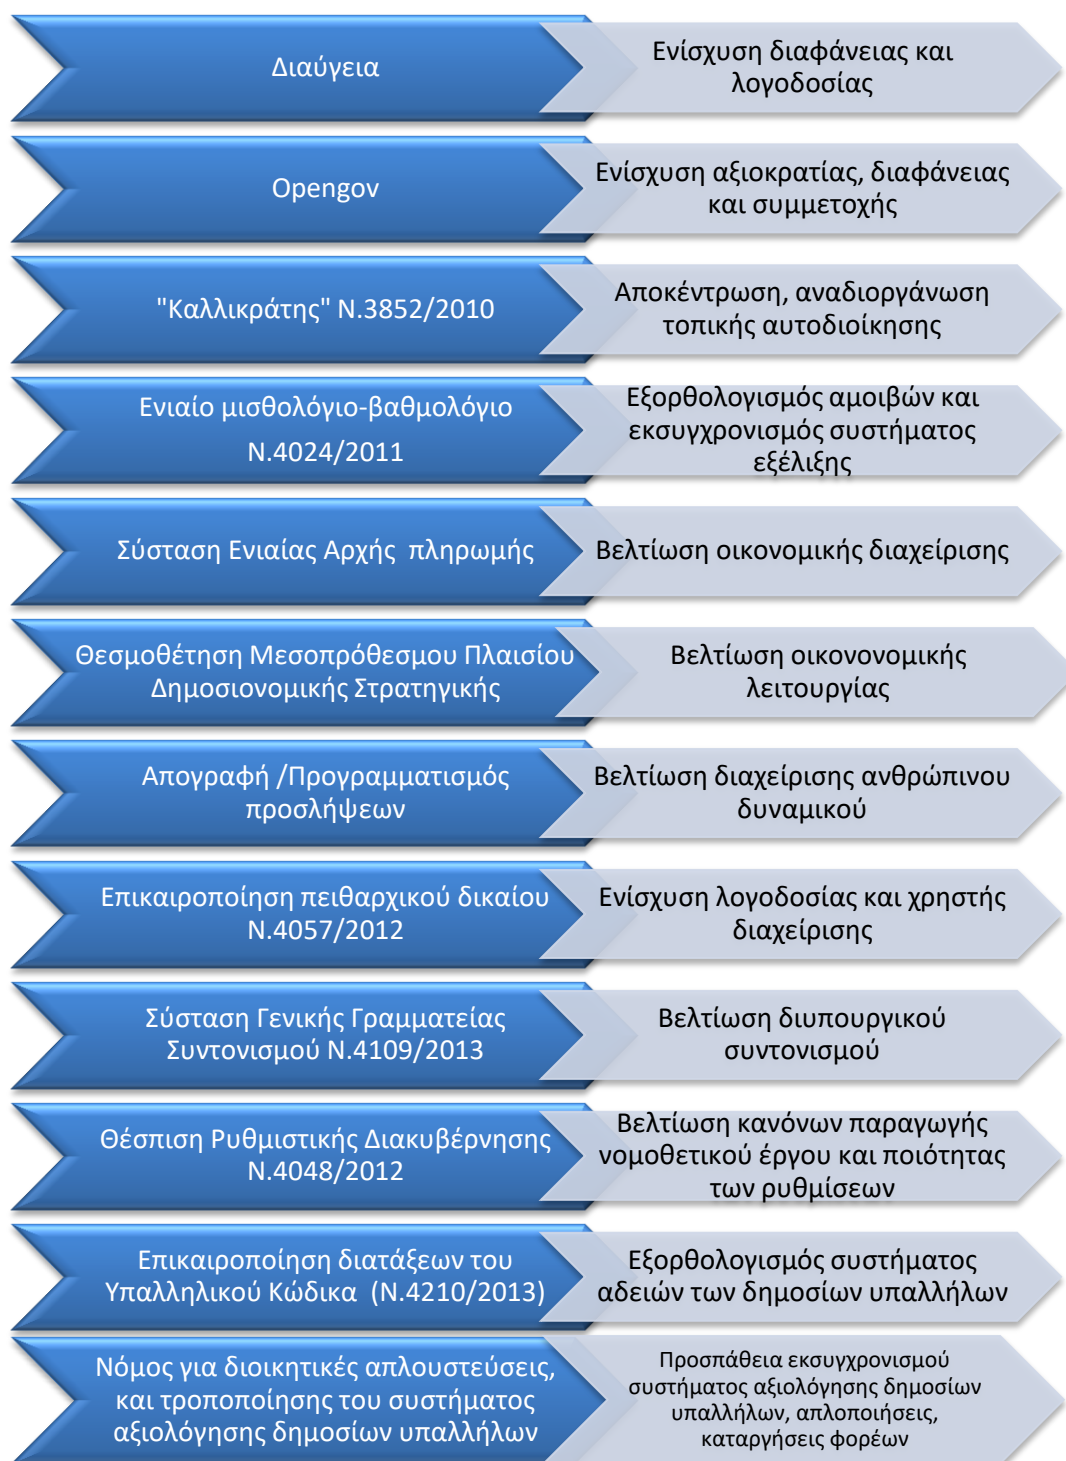 Διαύγεια
Ενίσχυση διαφάνειας και
λογοδοσίας
Opengov
Ενίσχυση αξιοκρατίας, διαφάνειας
και συμμετοχής
"Καλλικράτης" Ν.3852/2010
Αποκέντρωση, αναδιοργάνωση
τοπικής αυτοδιοίκησης
Ενιαίο μισθολόγιο-βαθμολόγιο
Ν.4024/2011
Εξορθολογισμός αμοιβών και
εκσυγχρονισμός συστήματος
εξέλιξης
Σύσταση Ενιαίας Αρχής  πληρωμής
Βελτίωση οικονομικής διαχείρισης
Θεσμοθέτηση Μεσοπρόθεσμου Πλαισίου
Δημοσιονομικής Στρατηγικής
Βελτίωση οικονονομικής
λειτουργίας
Απογραφή /Προγραμματισμός
προσλήψεων
Βελτίωση διαχείρισης ανθρώπινου
δυναμικού
Επικαιροποίηση πειθαρχικού δικαίου
Ν.4057/2012
Ενίσχυση λογοδοσίας και χρηστής
διαχείρισης
Σύσταση Γενικής Γραμματείας
Συντονισμού Ν.4109/2013
Βελτίωση διυπουργικού
συντονισμού
Θέσπιση Ρυθμιστικής Διακυβέρνησης
Ν.4048/2012
Βελτίωση κανόνων παραγωγής
νομοθετικού έργου και ποιότητας
των ρυθμίσεων
Επικαιροποίηση διατάξεων του
Υπαλληλικού Κώδικα  (Ν.4210/2013)
Εξορθολογισμός συστήματος
αδειών των δημοσίων υπαλλήλων
Νόμος για διοικητικές απλουστεύσεις,
και τροποποίησης του συστήματος
αξιολόγησης δημοσίων υπαλλήλων
Προσπάθεια εκσυγχρονισμού
συστήματος αξιολόγησης δημοσίων
υπαλλήλων, απλοποιήσεις,
καταργήσεις φορέων